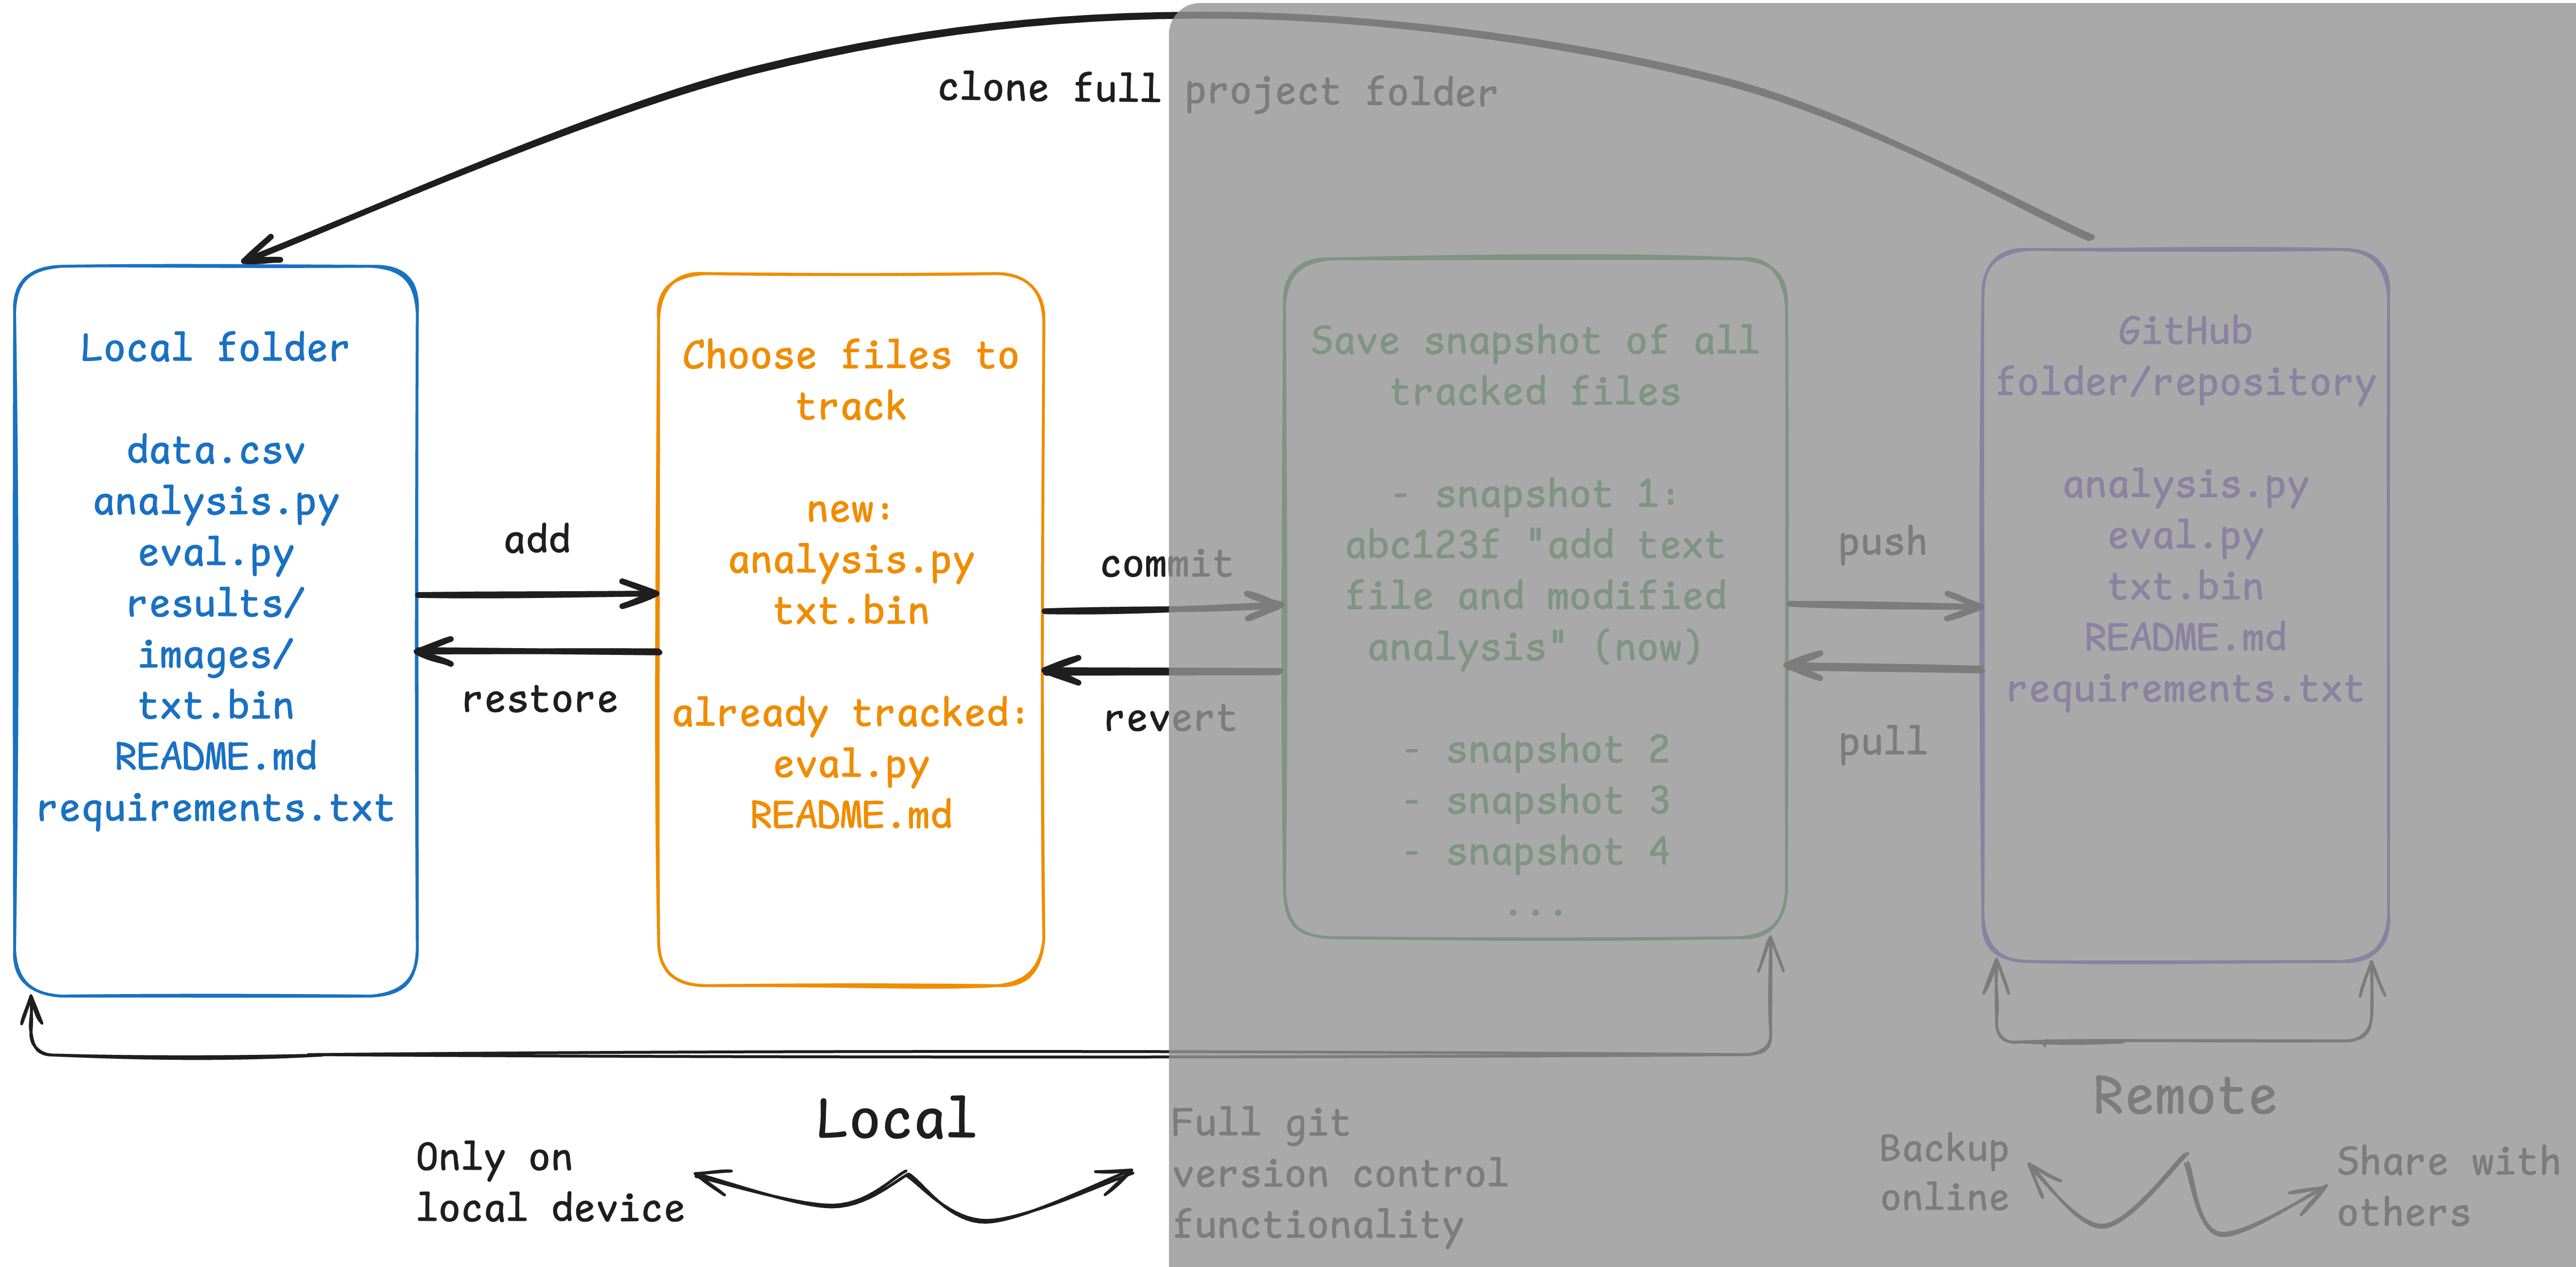 clone full project folder
Local folder
data.csv
analysis.py
eval.py
results/
images/
txt.bin
README.md
requirements.txt
add
restore
Choose files to
track
new:
analysis.py
txt.bin
already tracked:
eval.py
README.md
commit
revert
Save snapshot of all
tracked files
- snapshot 1:
abc123f "add text
file and modified
analysis" (now)
- snapshot 2
- snapshot 3
- snapshot 4
...
push
pull
GitHub
folder/repository
analysis.py
eval.py
txt.bin
README.md
requirements.txt
Local
Only on
local device
Full git
version control
functionality
Remote
Backup
online
Share with
others